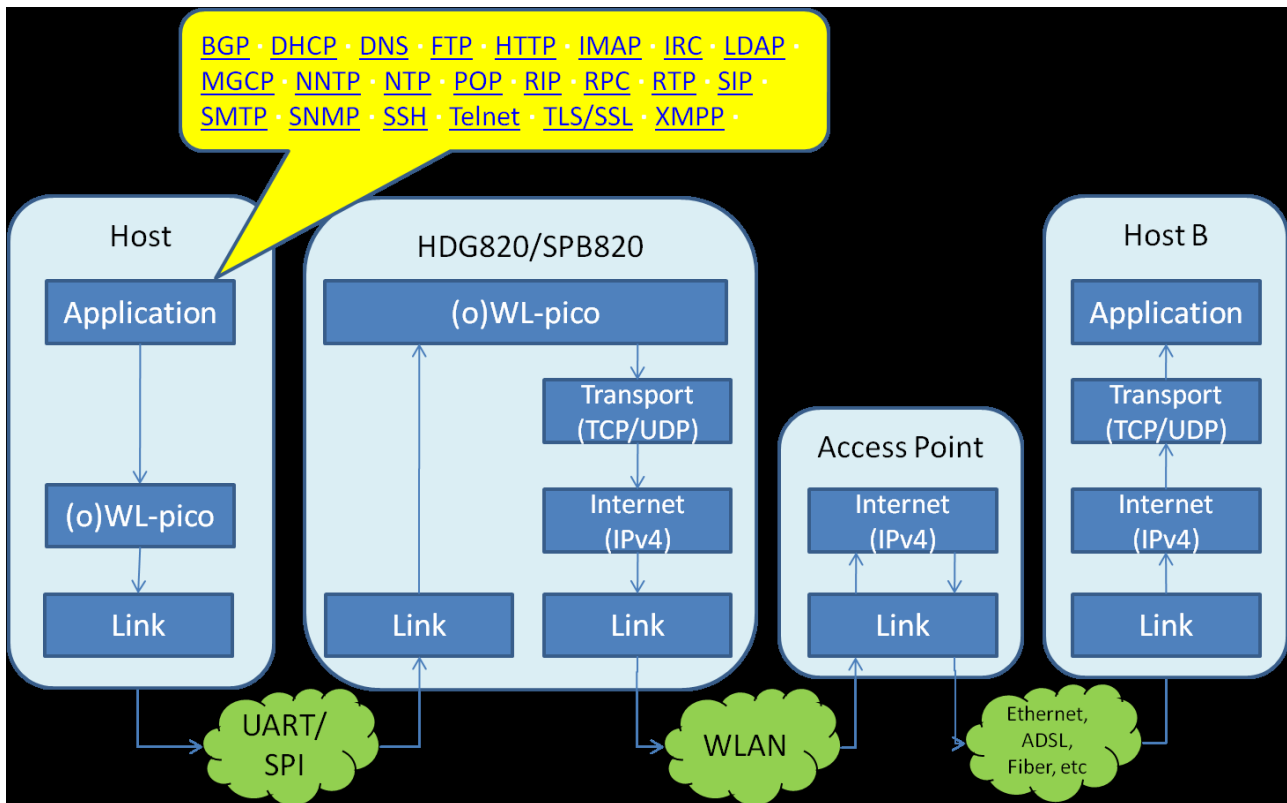 BGP · DHCP · DNS · FTP · HTTP · IMAP · IRC · LDAP ·
MGCP · NNTP · NTP · POP · RIP · RPC · RTP · SIP ·
SMTP · SNMP · SSH · Telnet · TLS/SSL · XMPP ·
Host
Application
(o)WL-pico
Link
UART/
SPI
HDG820/SPB820
(o)WL-pico
Transport
(TCP/UDP)
Internet
(IPv4)
Link
Link
WLAN
Access Point
Internet
(IPv4)
Link
Ethernet,
ADSL,
Fiber, etc
Host B
Application
Transport
(TCP/UDP)
Internet
(IPv4)
Link